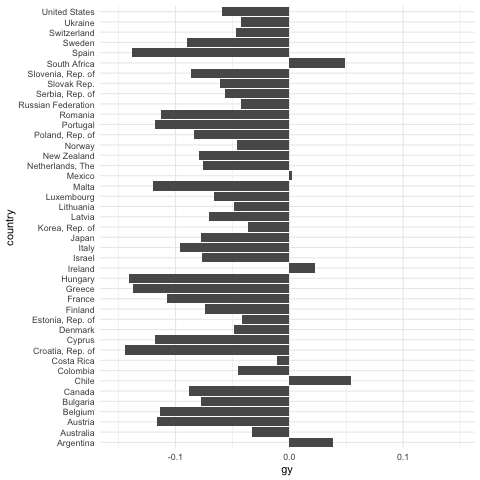 United States
Ukraine
Switzerland
Sweden
Spain
South Africa
Slovenia, Rep. of
Slovak Rep.
Serbia, Rep. of
Russian Federation
Romania
Portugal
Poland, Rep. of
Norway
New Zealand
Netherlands, The
Mexico
Malta
Luxembourg
Lithuania
Latvia
Korea, Rep. of
Japan
Italy
Israel
Ireland
Hungary
Greece
France
Finland
Estonia, Rep. of
Denmark
Cyprus
Croatia, Rep. of
Costa Rica
Colombia
Chile
Canada
Bulgaria
Belgium
Austria
Australia
Argentina
country
-0.1 0.0 0.1
gy